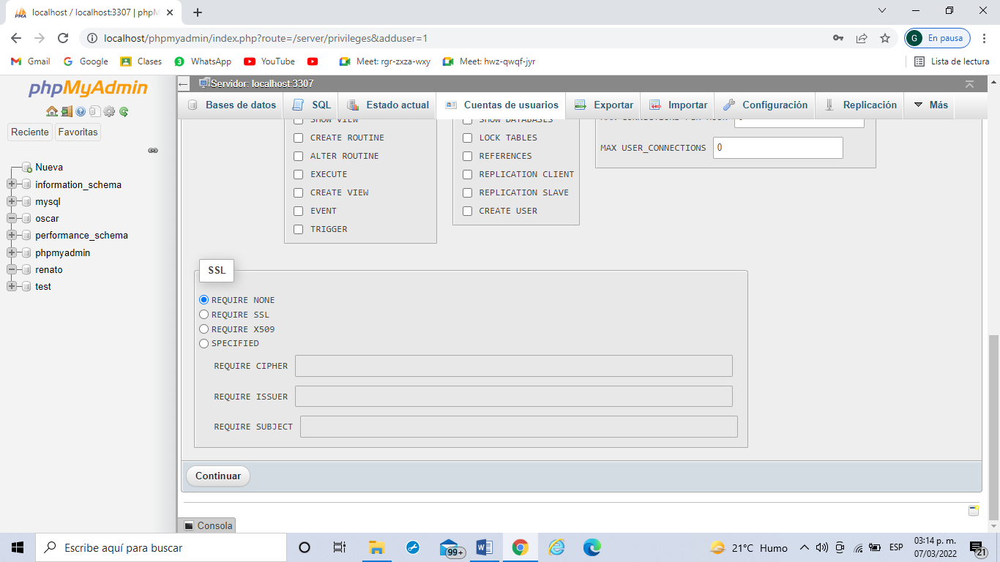 localhost / localhost:3307 | phpM
localhost/phpmyadmin/index.php?route=/server/privileges&adduser=1
G En pausa
Gmail Google Clases 3 WhatsApp YouTube Meet: rgr-zxza-wxy Meet: hwz-qwqf-jyr Lista de lectura
phpMyAdmin
Servidor: localhost:3307
Bases de datos SQL Estado actual Cuentas de usuarios Exportar Importar Configuración Replicación Más
Reciente Favoritas
Nueva
information_schema
mysql
oscar
performance_schema
phpmyadmin
renato
test
SHOW VIEW
CREATE ROUTINE
ALTER ROUTINE
EXECUTE
CREATE VIEW
EVENT
TRIGGER
SHOW DATABASES
LOCK TABLES
REFERENCES
REPLICATION CLIENT
REPLICATION SLAVE
CREATE USER
MAX USER_CONNECTIONS 0
SSL
REQUIRE NONE
REQUIRE SSL
REQUIRE X509
SPECIFIED
REQUIRE CIPHER
REQUIRE ISSUER
REQUIRE SUBJECT
Continuar
Consola
Escribe aquí para buscar
99+
21°C Humo
ESP
03:14 p. m.
07/03/2022
21